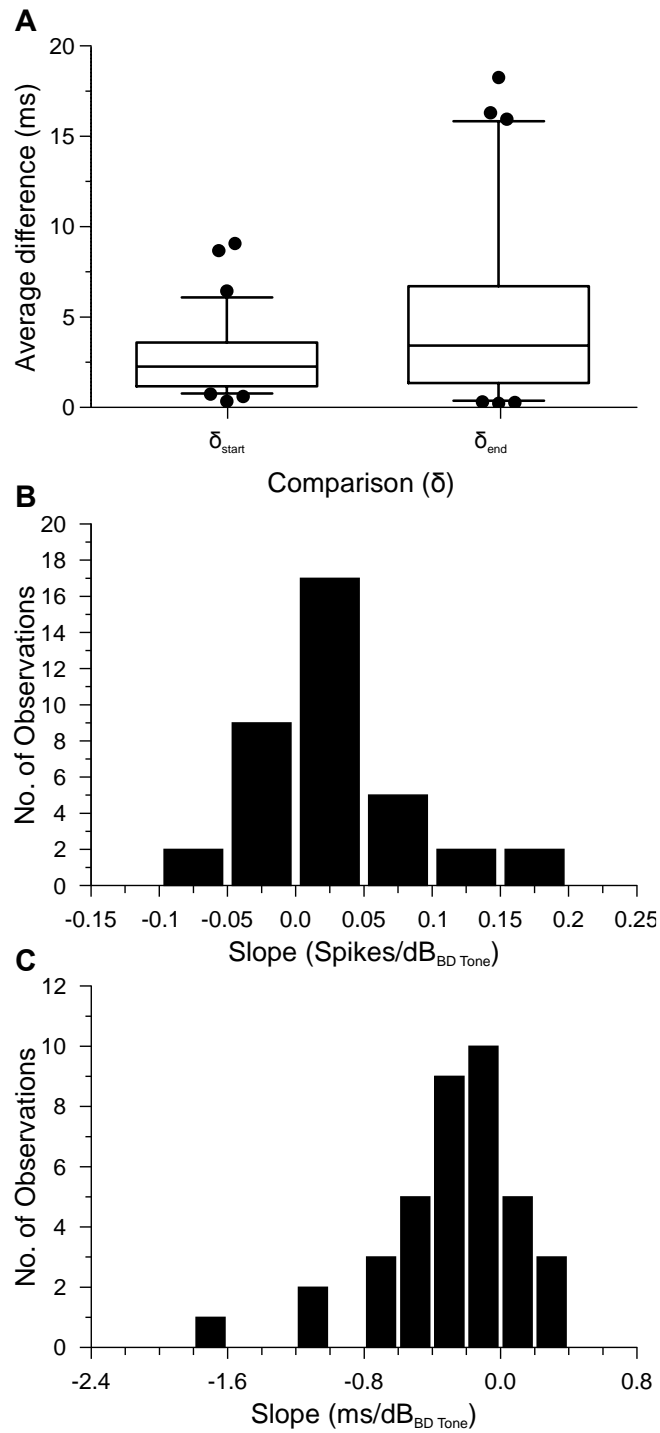 A
20
15
10
5
0
Average difference (ms)
δstart
δend
Comparison (δ)
B
20
18
16
14
12
10
8
6
4
2
0
No. of Observations
-0.15 -0.1 -0.05 0.0 0.05 0.1 0.15 0.2 0.25
Slope (Spikes/dBBD Tone)
C
12
10
8
6
4
2
0
No. of Observations
-2.4 -1.6 -0.8 0.0 0.8
Slope (ms/dBBD Tone)